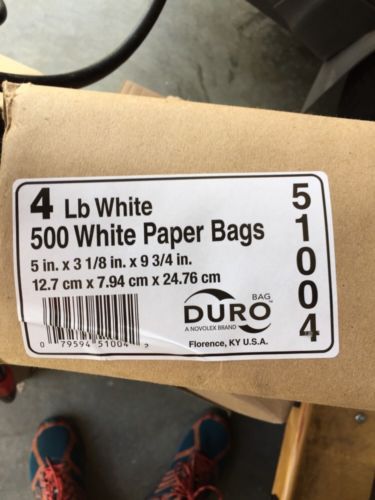 4 Lb White
500 White Paper Bags
5 in. x 3 1/8 in. x 9 3/4 in.
12.7 cm x 7.94 cm x 24.76 cm
0 79594 51004 5
BAG
DURO™
A NOVOLEX BRAND
Florence, KY U.S.A.
51004